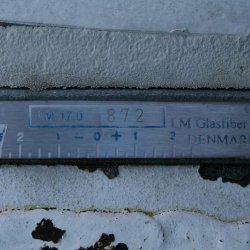 LM 17.0 872 LM Glasfiber
2 1 - 0 + 1 2 DENMARK